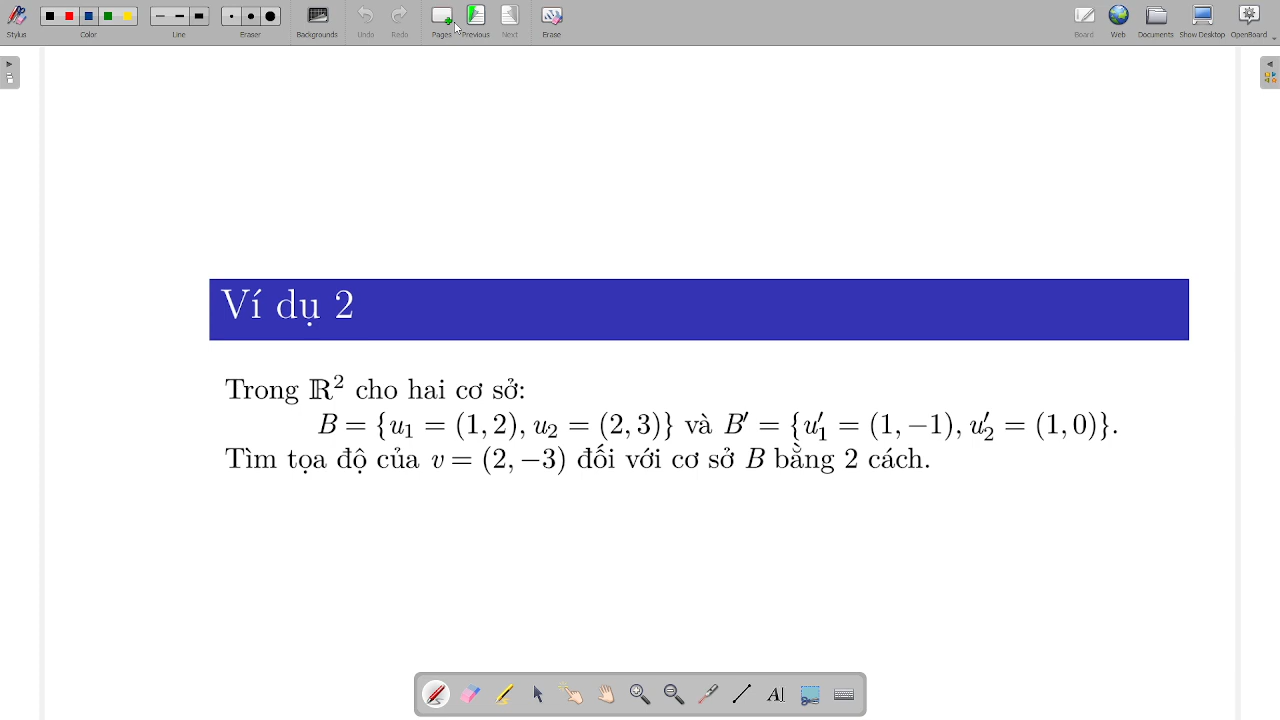 Stylus Color Line Eraser Backgrounds Undo Redo Pages Previous Next Erase Board Web Documents Show Desktop OpenBoard
Ví dụ 2
Trong ℝ² cho hai cơ sở:
B = {u₁ = (1, 2), u₂ = (2, 3)} và B′ = {u′₁ = (1, −1), u′₂ = (1, 0)}.
Tìm tọa độ của v = (2, −3) đối với cơ sở B bằng 2 cách.
AI